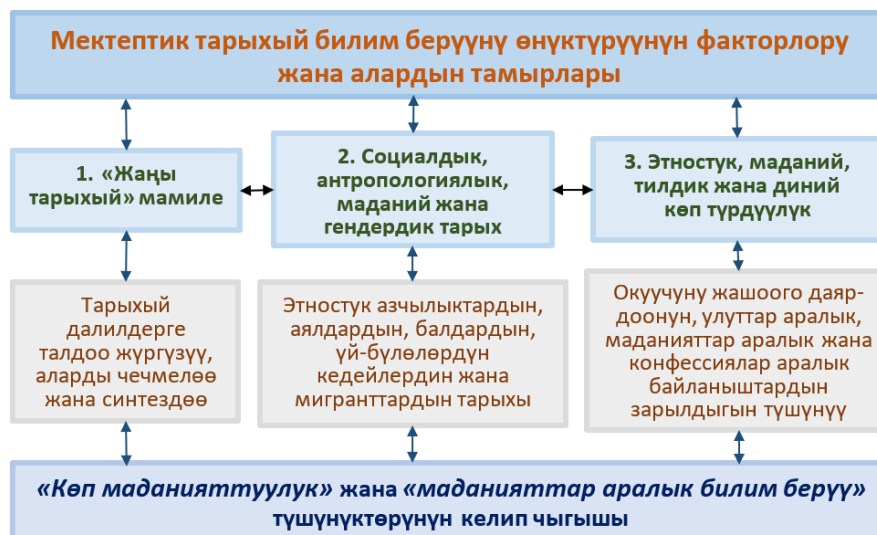 Мектептик тарыхый билим берүүнү өнүктүрүүнүн факторлору
жана алардын тамырлары
1. «Жаңы
тарыхый» мамиле
2. Социалдык,
антропологиялык,
маданий жана
гендердик тарых
3. Этностук, маданий,
тилдик жана диний
көп түрдүүлүк
Тарыхый
далилдерге
талдоо жүргүзүү,
аларды чечмелөө
жана синтездөө
Этностук азчылыктардын,
аялдардын, балдардын,
үй-бүлөлөрдүн
кедейлердин жана
мигранттардын тарыхы
Окуучуну жашоого даяр-
доонун, улуттар аралык,
маданияттар аралык жана
конфессиялар аралык
байланыштардын
зарылдыгын түшүнүү
«Көп маданияттуулук» жана «маданияттар аралык билим берүү»
түшүнүктөрүнүн келип чыгышы